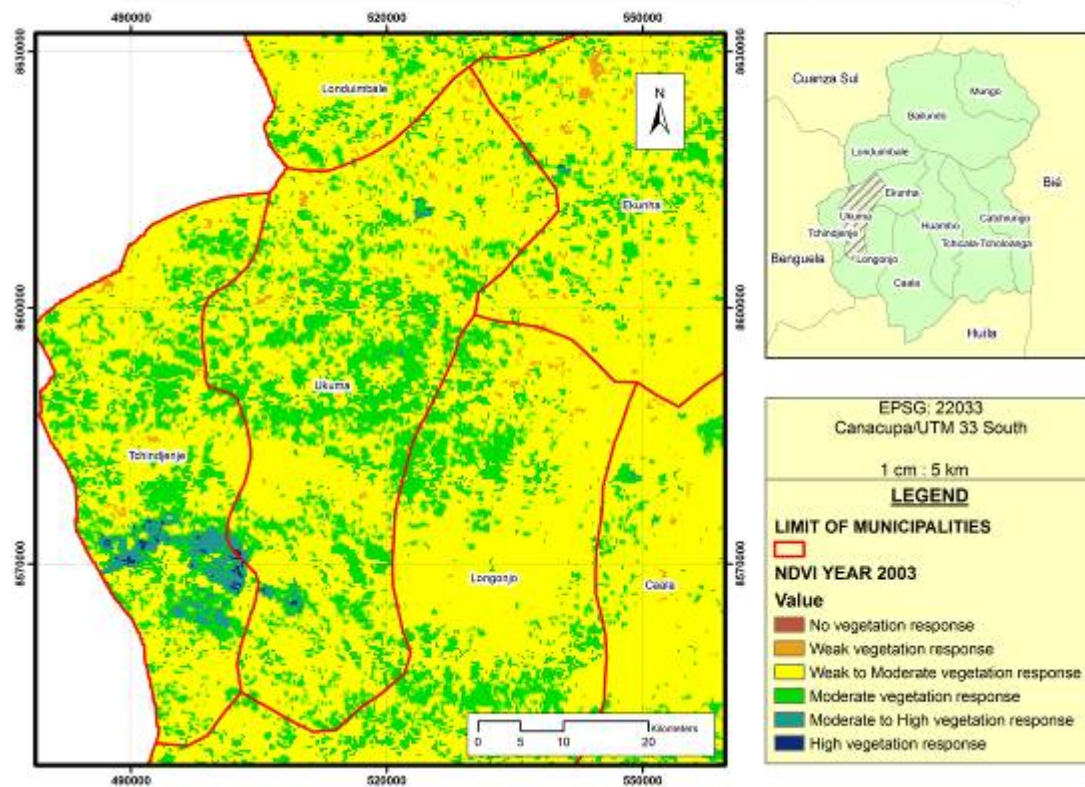 490000 520000 550000
8630000
8600000
8570000
Londuimbale
N
Ekunha
Ukuma
Tchindjenje
Longonjo
Caala
0 5 10 20
Kilometers
490000 520000 550000
Cuanza Sul
Mungo
Bailundo
Londuimbale
Bié
Ekunha
Ukuma
Huambo
Catchiungo
Tchindjenje
Tchicala-Tcholoanga
Benguela
Longonjo
Caala
Huila
EPSG: 22033
Canacupa/UTM 33 South
1 cm : 5 km
LEGEND
LIMIT OF MUNICIPALITIES
NDVI YEAR 2003
Value
No vegetation response
Weak vegetation response
Weak to Moderate vegetation response
Moderate vegetation response
Moderate to High vegetation response
High vegetation response